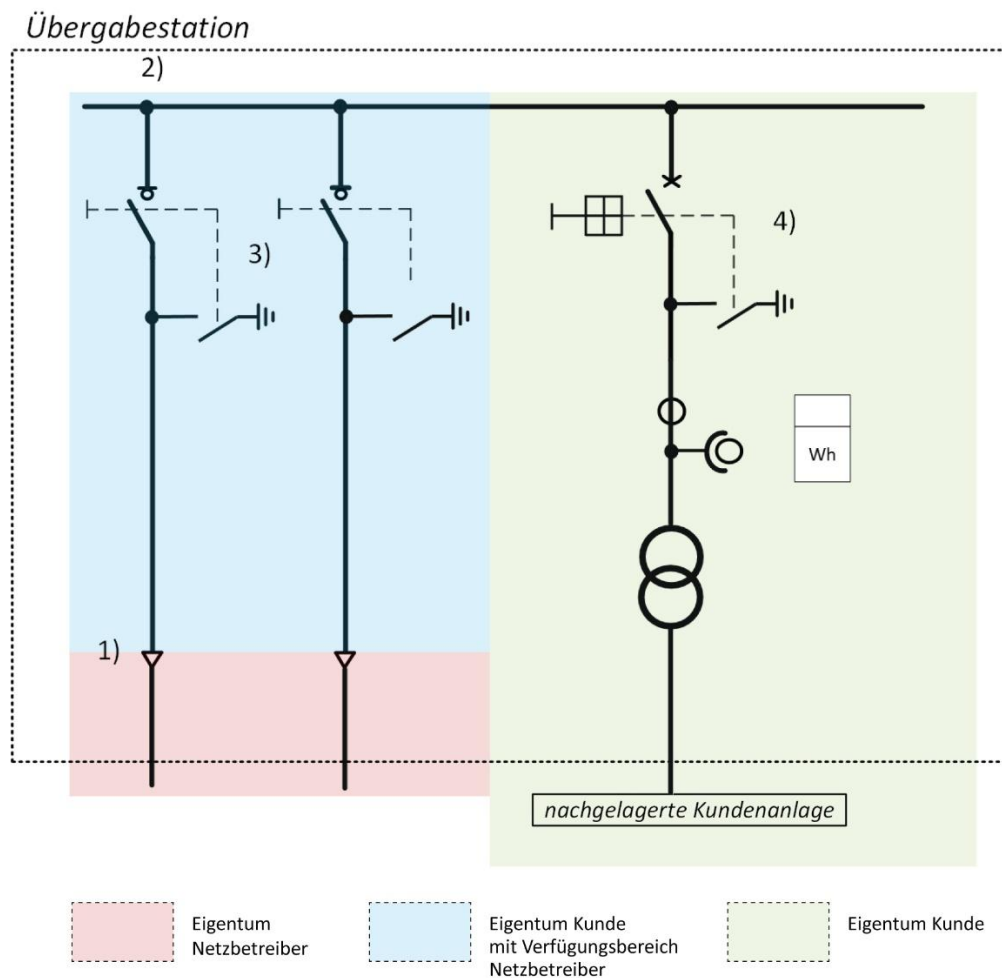 Übergabestation
2)
3)
4)
Wh
1)
nachgelagerte Kundenanlage
Eigentum
Netzbetreiber
Eigentum Kunde
mit Verfügungsbereich
Netzbetreiber
Eigentum Kunde